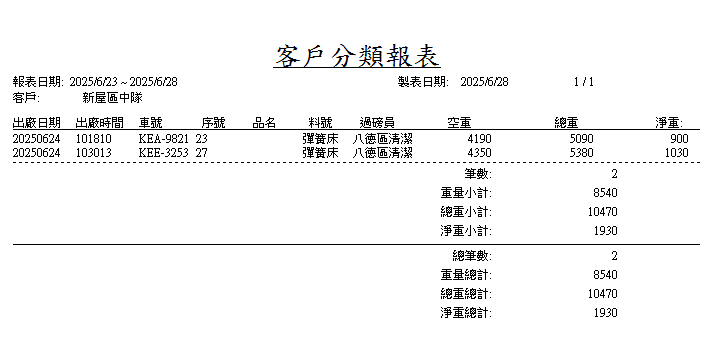 客戶分類報表
報表日期: 2025/6/23 ~ 2025/6/28 製表日期: 2025/6/28 1 / 1
客戶: 新屋區中隊
出廠日期 出廠時間 車號 序號 品名 料號 過磅員 空重 總重 淨重:
20250624 101810 KEA-9821 23 彈簧床 八德區清潔 4190 5090 900
20250624 103013 KEE-3253 27 彈簧床 八德區清潔 4350 5380 1030
筆數: 2
重量小計: 8540
總重小計: 10470
淨重小計: 1930
總筆數: 2
重量總計: 8540
總重總計: 10470
淨重總計: 1930